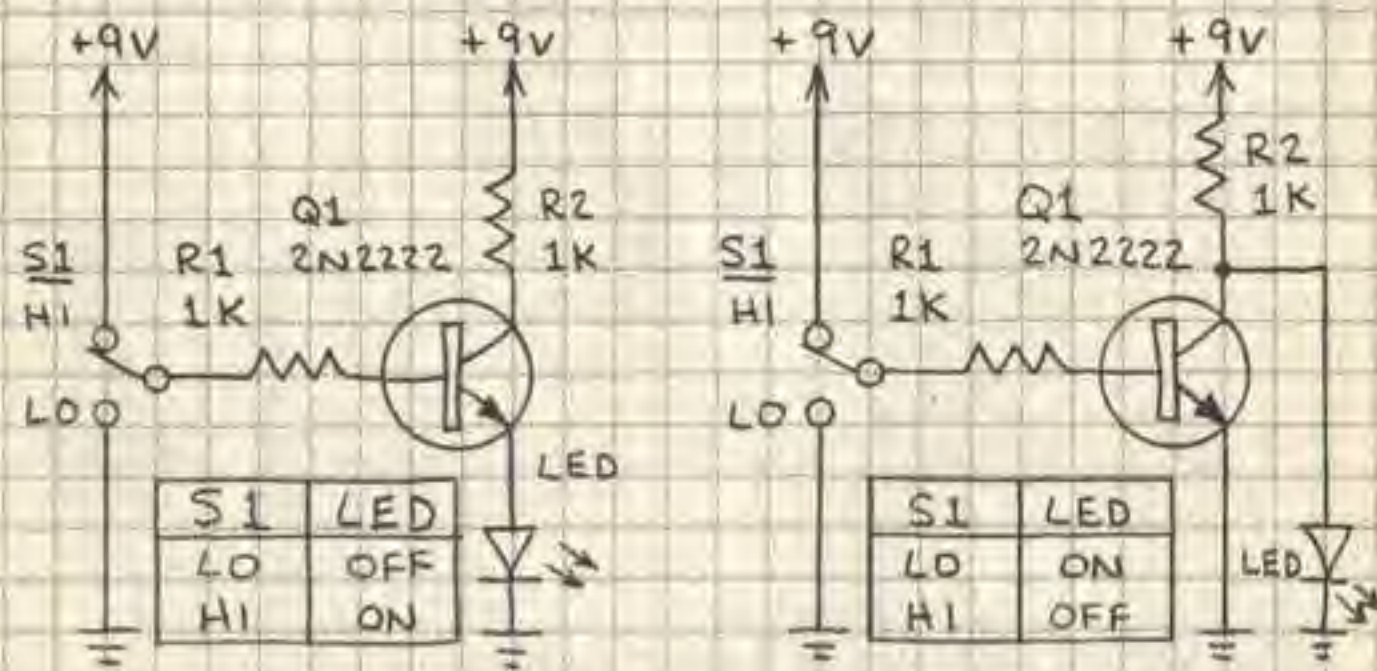 +9V
+9V
R2
1K
Q1
2N2222
S1
HI
R1
1K
LO
LED
S1 LED
LO OFF
HI ON
+9V
+9V
R2
1K
Q1
2N2222
S1
HI
R1
1K
LO
S1 LED
LO ON
HI OFF
LED